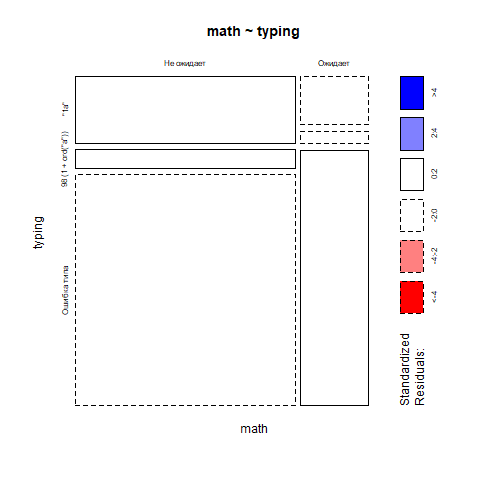 math ~ typing
Не ожидает
Ожидает
"1a"
98 (1 + ord("a"))
Ошибка типа
typing
math
>4
2:4
0:2
-2:0
-4:-2
<-4
Standardized
Residuals: